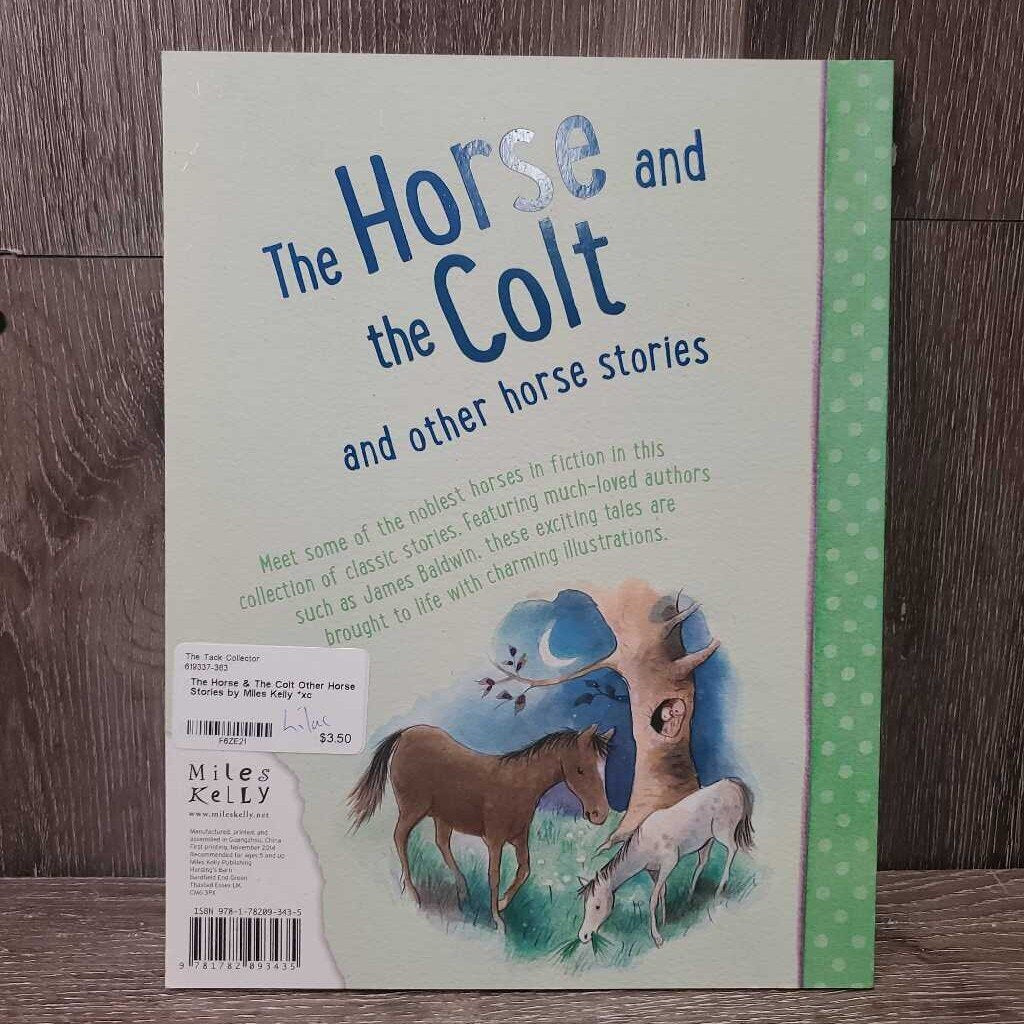 The Horse and
the Colt
and other horse stories
Meet some of the noblest horses in fiction in this
collection of classic stories. Featuring much-loved authors
such as James Baldwin, these exciting tales are
brought to life with charming illustrations.
The Tack Collector
619337-363
The Horse & The Colt Other Horse
Stories by Miles Kelly *xc
Lilac
F6ZE21
$3.50
Miles
Kelly
www.mileskelly.net
Manufactured, printed, and
assembled in Guangzhou, China
First printing, November 2014
Recommended for ages 5 and up
Miles Kelly Publishing
Harding's Barn
Bardfield End Green
Thaxted Essex UK
CM6 3PX
ISBN 978-1-78209-343-5
9 781782 093435